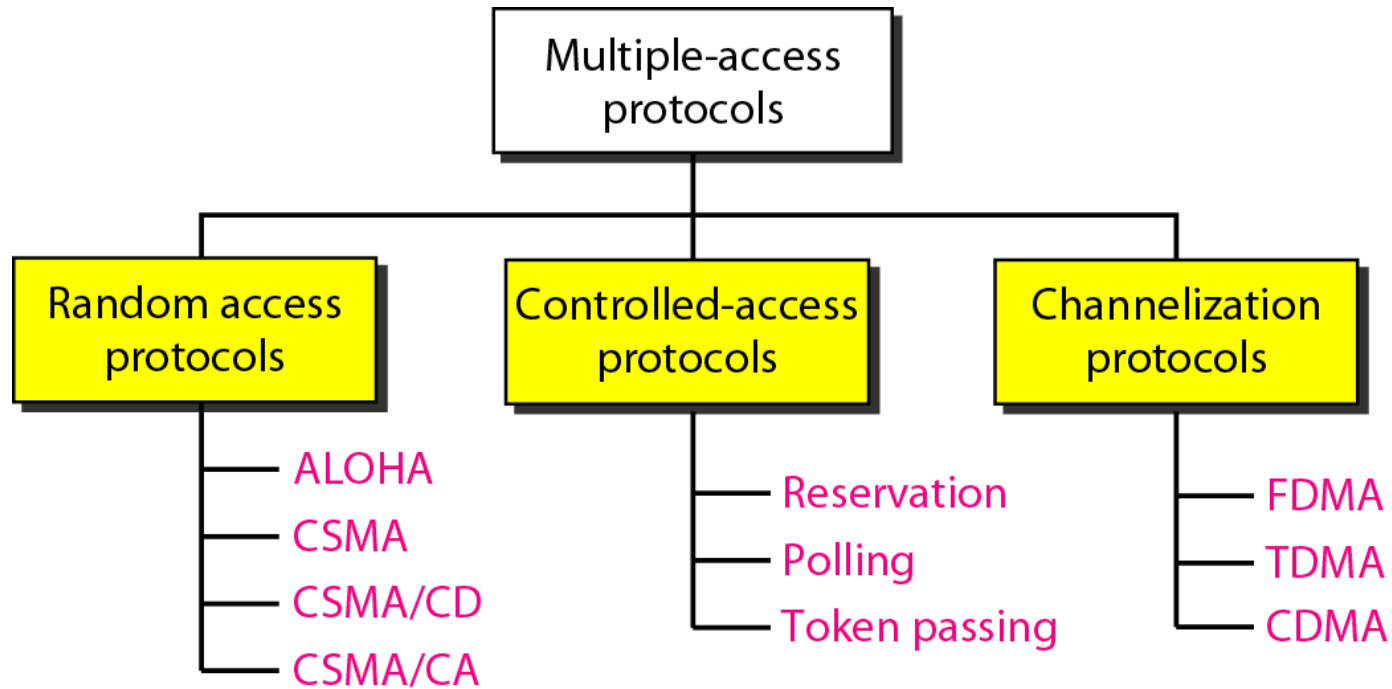 Multiple-access
protocols
Random access
protocols
Controlled-access
protocols
Channelization
protocols
ALOHA
CSMA
CSMA/CD
CSMA/CA
Reservation
Polling
Token passing
FDMA
TDMA
CDMA